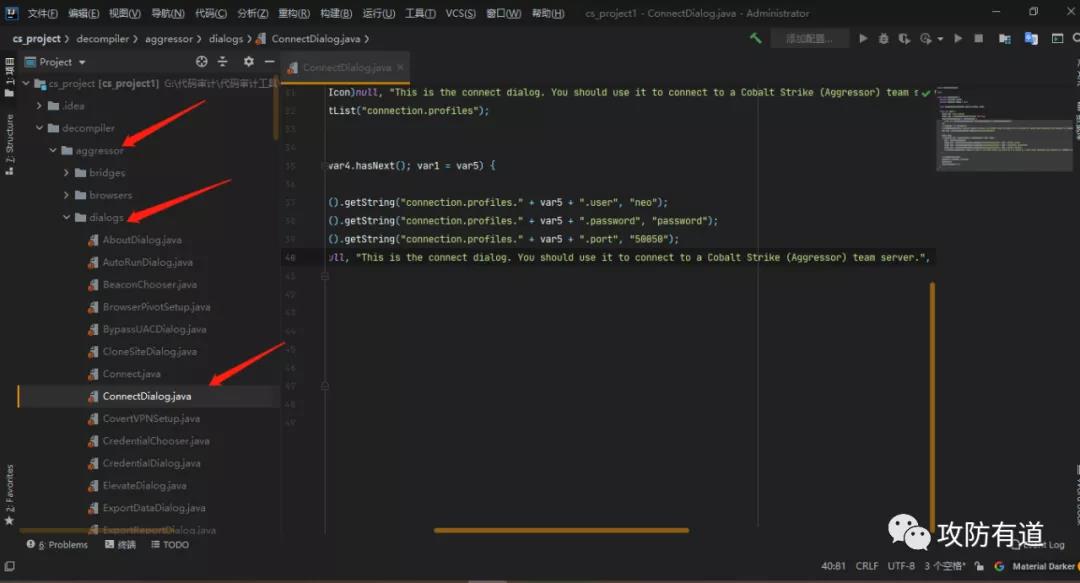 文件(F) 编辑(E) 视图(V) 导航(N) 代码(C) 分析(Z) 重构(R) 构建(B) 运行(U) 工具(T) VCS(S) 窗口(W) 帮助(H) cs_project1 - ConnectDialog.java - Administrator
cs_project decompiler aggressor dialogs ConnectDialog.java 添加配置...
1: 项目
Project
ConnectDialog.java
cs_project [cs_project1] G:\代码审计\代码审计工具
.idea
decompiler
aggressor
bridges
browsers
dialogs
AboutDialog.java
AutoRunDialog.java
BeaconChooser.java
BrowserPivotSetup.java
BypassUACDialog.java
CloneSiteDialog.java
Connect.java
ConnectDialog.java
CovertVPNSetup.java
CredentialChooser.java
CredentialDialog.java
ElevateDialog.java
ExportDataDialog.java
ExportReportDialog.java
7: Structure
2: Favorites
31 Icon)null, "This is the connect dialog. You should use it to connect to a Cobalt Strike (Aggressor) team
32 tList("connection.profiles");
33
34
35 var4.hasNext(); var1 = var5) {
36
37 ().getString("connection.profiles." + var5 + ".user", "neo");
38 ().getString("connection.profiles." + var5 + ".password", "password");
39 ().getString("connection.profiles." + var5 + ".port", "50050");
40 ull, "This is the connect dialog. You should use it to connect to a Cobalt Strike (Aggressor) team server.",
41
42
43
44
45
46
47
48
49
6: Problems 终端 TODO Event Log
攻防有道
40:81 CRLF UTF-8 3 个空格* Material Darker